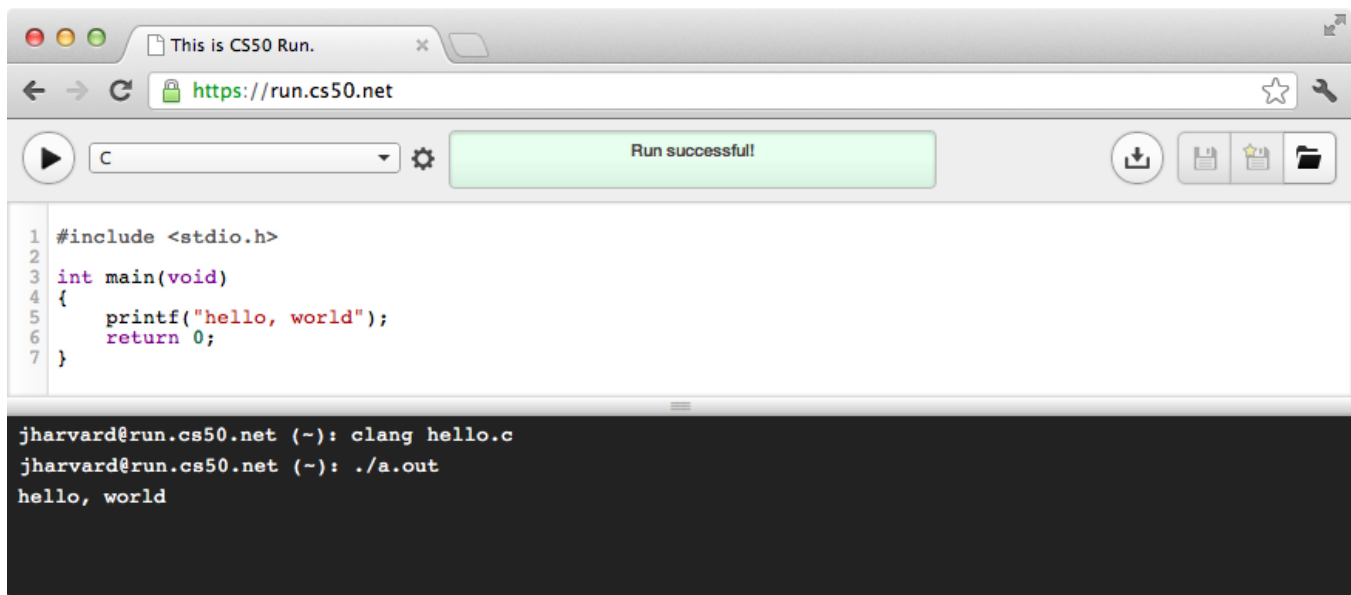 This is CS50 Run.
https://run.cs50.net
C
Run successful!
1 #include <stdio.h>
2
3 int main(void)
4 {
5     printf("hello, world");
6     return 0;
7 }
jharvard@run.cs50.net (~): clang hello.c
jharvard@run.cs50.net (~): ./a.out
hello, world